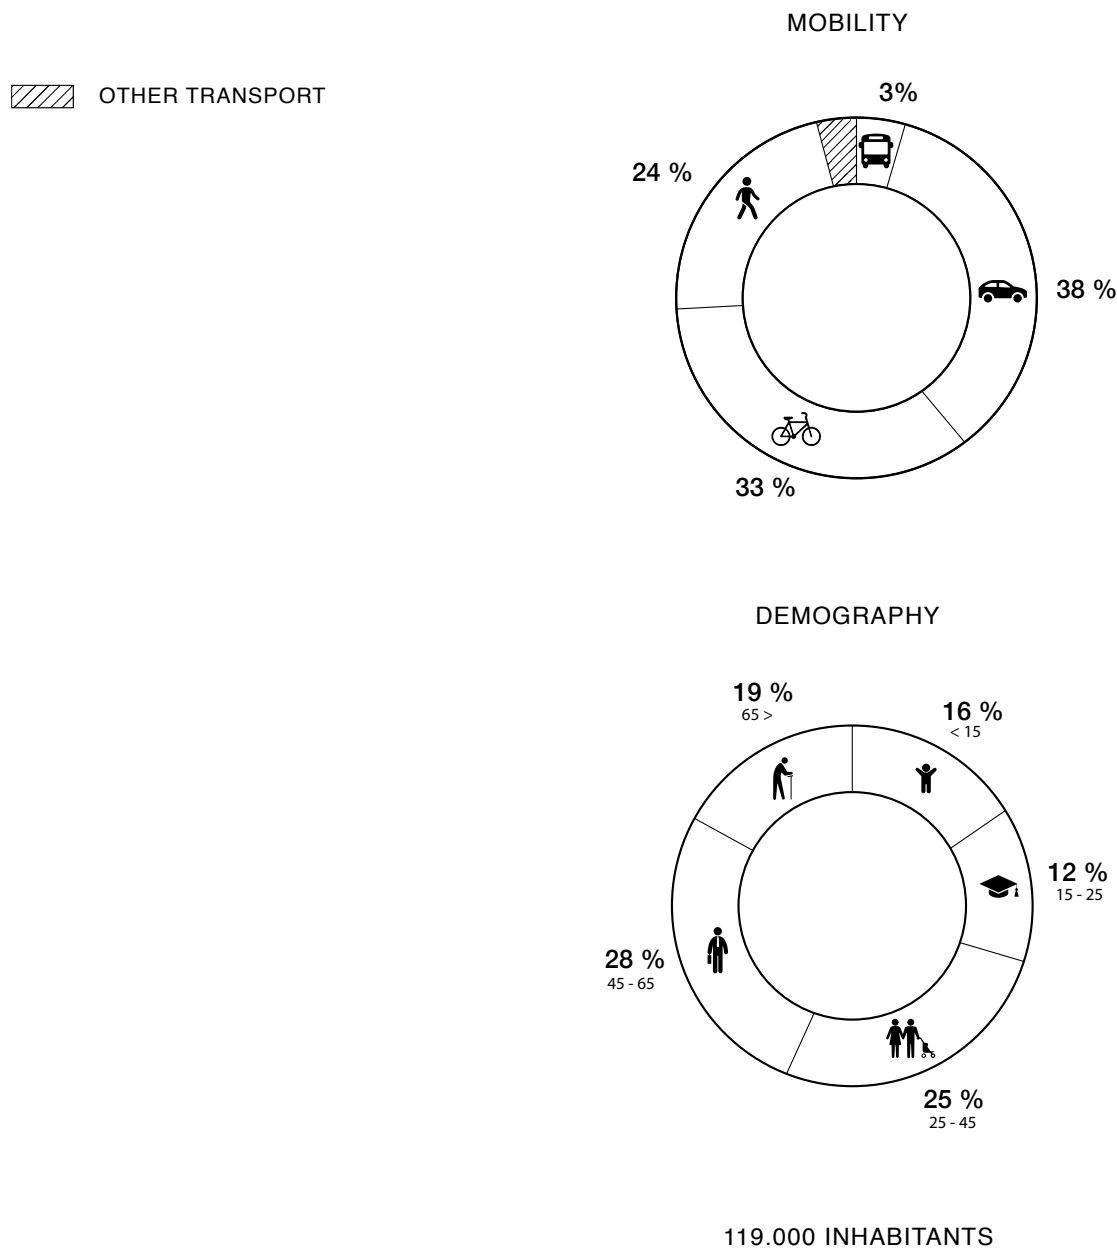 MOBILITY
OTHER TRANSPORT
3%
24 %
38 %
33 %
DEMOGRAPHY
19 %
65 >
16 %
< 15
12 %
15 - 25
28 %
45 - 65
25 %
25 - 45
119.000 INHABITANTS